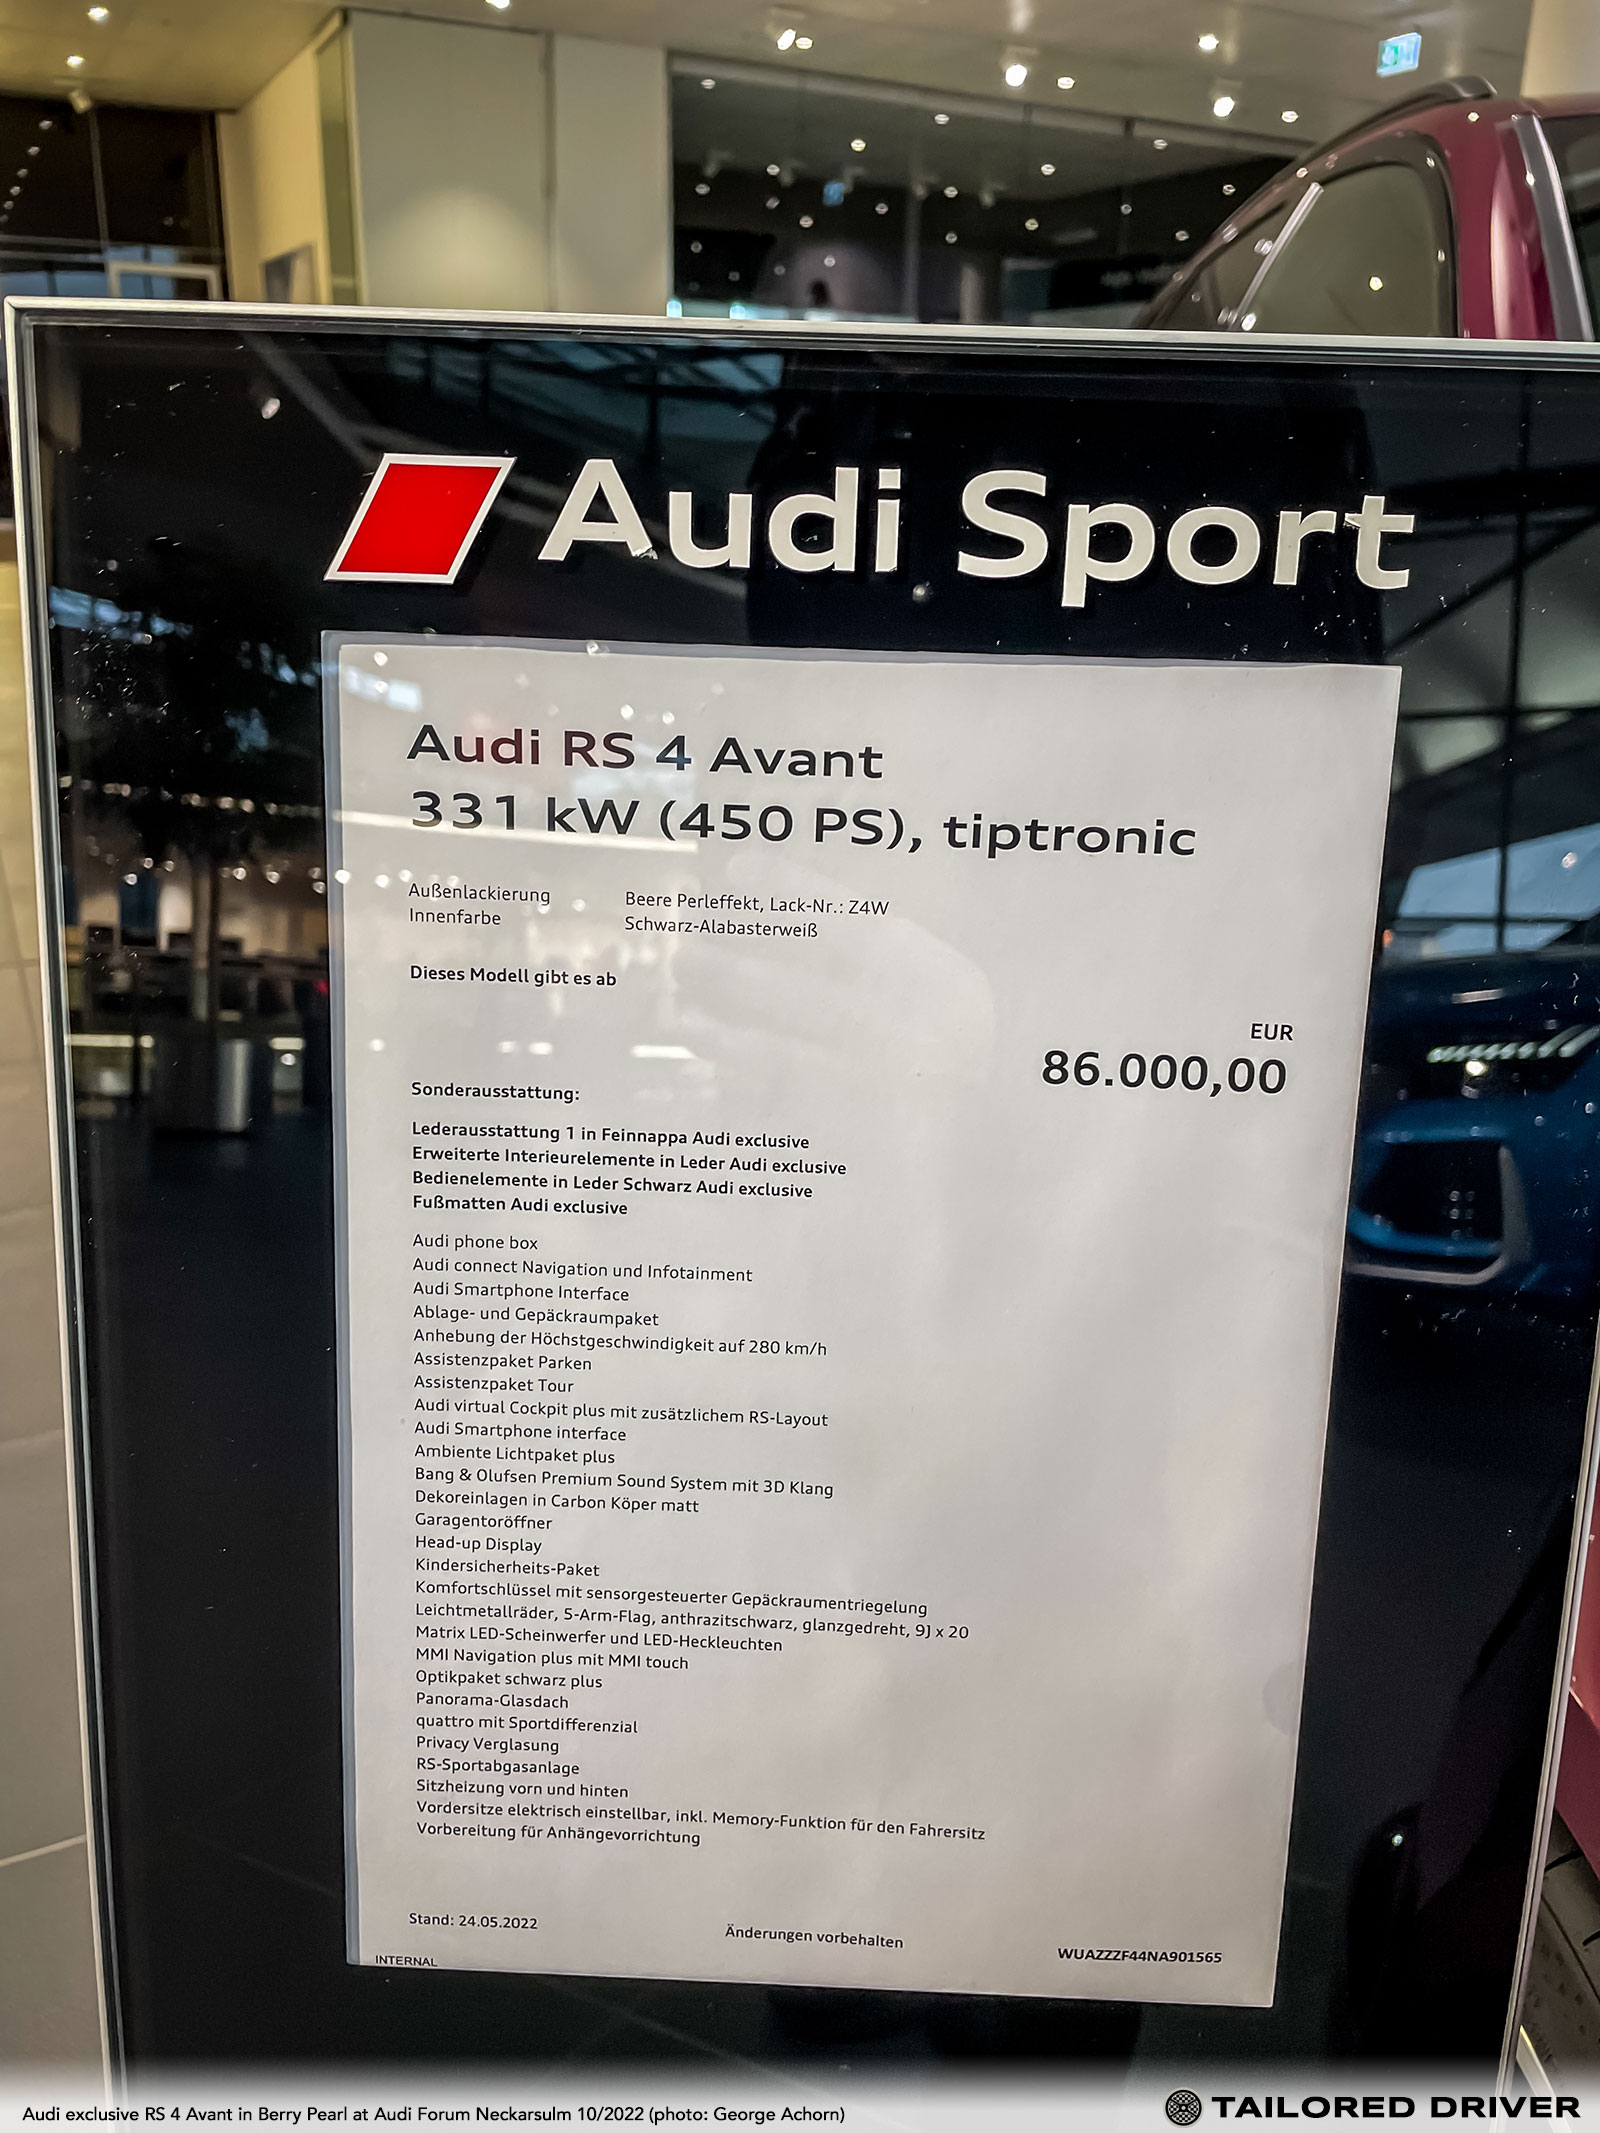 Audi Sport
Audi RS 4 Avant
331 kW (450 PS), tiptronic
Außenlackierung Beere Perleffekt, Lack-Nr.: Z4W
Innenfarbe Schwarz-Alabasterweiß
Dieses Modell gibt es ab
EUR
86.000,00
Sonderausstattung:
Lederausstattung 1 in Feinnappa Audi exclusive
Erweiterte Interieurelemente in Leder Audi exclusive
Bedienelemente in Leder Schwarz Audi exclusive
Fußmatten Audi exclusive
Audi phone box
Audi connect Navigation und Infotainment
Audi Smartphone Interface
Ablage- und Gepäckraumpaket
Anhebung der Höchstgeschwindigkeit auf 280 km/h
Assistenzpaket Parken
Assistenzpaket Tour
Audi virtual Cockpit plus mit zusätzlichem RS-Layout
Audi Smartphone interface
Ambiente Lichtpaket plus
Bang & Olufsen Premium Sound System mit 3D Klang
Dekoreinlagen in Carbon Köper matt
Garagentoröffner
Head-up Display
Kindersicherheits-Paket
Komfortschlüssel mit sensorgesteuerter Gepäckraumentriegelung
Leichtmetallräder, 5-Arm-Flag, anthrazitschwarz, glanzgedreht, 9J x 20
Matrix LED-Scheinwerfer und LED-Heckleuchten
MMI Navigation plus mit MMI touch
Optikpaket schwarz plus
Panorama-Glasdach
quattro mit Sportdifferenzial
Privacy Verglasung
RS-Sportabgasanlage
Sitzheizung vorn und hinten
Vordersitze elektrisch einstellbar, inkl. Memory-Funktion für den Fahrersitz
Vorbereitung für Anhängevorrichtung
Stand: 24.05.2022 Änderungen vorbehalten WUAZZZF44NA901565
INTERNAL
Audi exclusive RS 4 Avant in Berry Pearl at Audi Forum Neckarsulm 10/2022 (photo: George Achorn)
TAILORED DRIVER